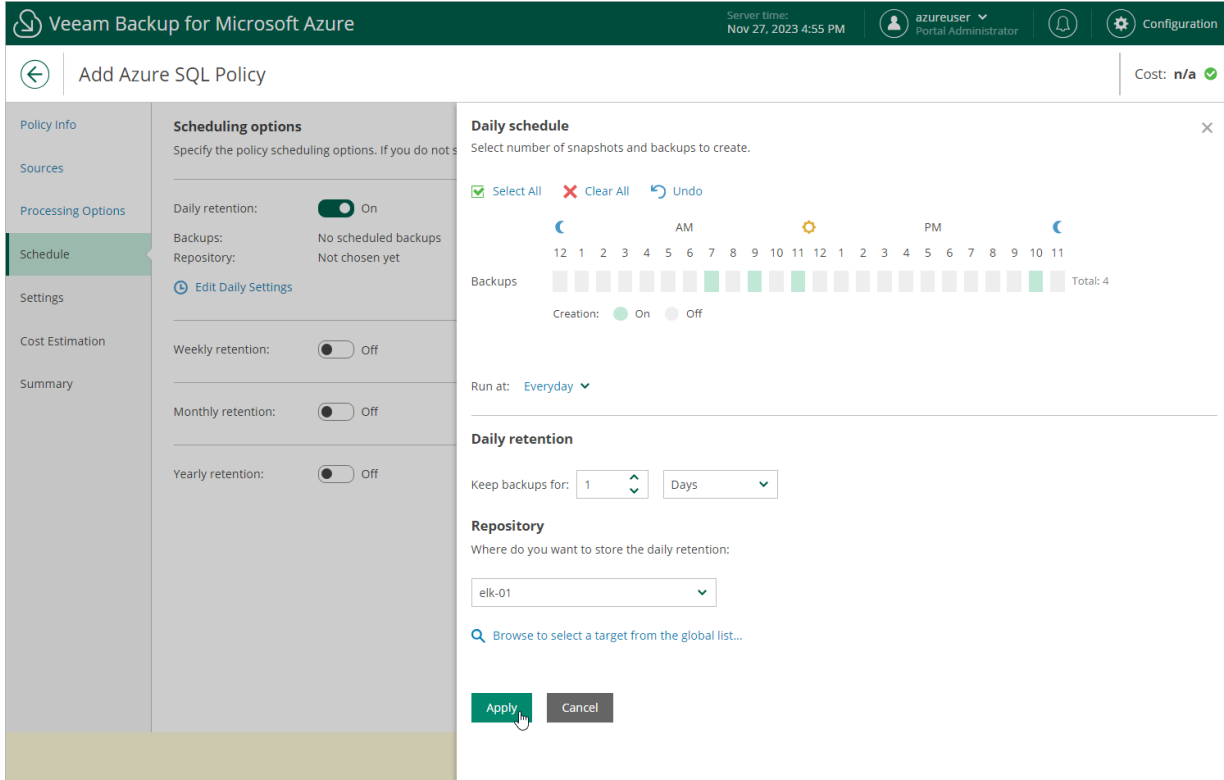 Veeam Backup for Microsoft Azure
Server time:
Nov 27, 2023 4:55 PM
azureuser
Portal Administrator
Configuration
Add Azure SQL Policy
Cost: n/a
Policy Info
Sources
Processing Options
Schedule
Settings
Cost Estimation
Summary
Scheduling options
Specify the policy scheduling options. If you do not s
Daily retention: On
Backups: No scheduled backups
Repository: Not chosen yet
Edit Daily Settings
Weekly retention: Off
Monthly retention: Off
Yearly retention: Off
Daily schedule
Select number of snapshots and backups to create.
Select All Clear All Undo
AM PM
12 1 2 3 4 5 6 7 8 9 10 11 12 1 2 3 4 5 6 7 8 9 10 11
Backups Total: 4
Creation: On Off
Run at: Everyday
Daily retention
Keep backups for: 1 Days
Repository
Where do you want to store the daily retention:
elk-01
Browse to select a target from the global list...
Apply Cancel